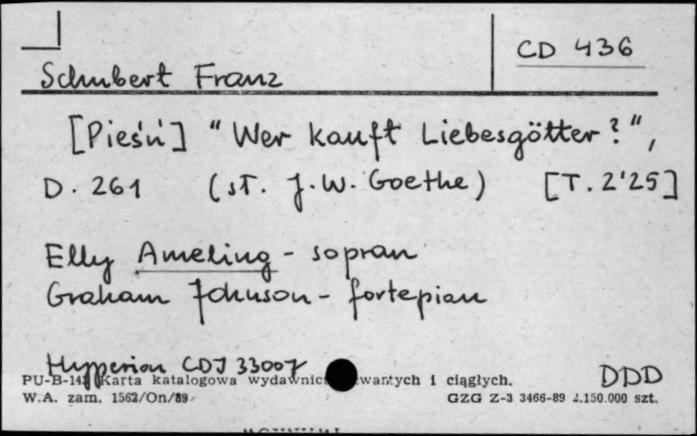 CD 436
Schubert Franz
[Pieśń] "Wer kauft Liebesgötter?",
D. 261 (sł. J. W. Goethe) [T. 2'25]
Elly Ameling - sopran
Graham Johnson - fortepian
Hyperion CDJ 33007
DDD
PU-B-142 Karta katalogowa wydawnic wartych i ciągłych.
W.A. zam. 1562/On/89 GZG Z-3 3466-89 2.150.000 szt.